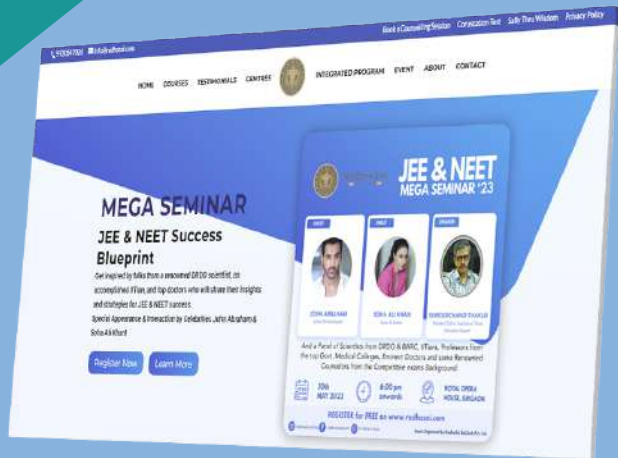 Book a Counselling Session Privacy Policy
HOME COURSES TESTIMONIALS CENTRES INTEGRATED PROGRAM EVENT ABOUT CONTACT
MEGA SEMINAR
JEE & NEET Success
Blueprint
Get inspired by talks from a renowned DRDO scientist, an
accomplished IITian, and top doctors who will share their insights
and strategies for JEE & NEET success.
Special Appearance & Interaction by Celebrities John Abraham &
Soha Ali Khan!
Register Now Learn More
JEE & NEET
MEGA SEMINAR '23
JOHN ABRAHAM
SOHA ALI KHAN
And a Panel of Scientists from DRDO & BARC, IITians, Professors from
the top Govt. Medical Colleges, Eminent Doctors and some Renowned
Counselors from the Competitive exams Background
30th
MAY 2023
6:00 pm
onwards
ROYAL OPERA
HOUSE, GIRGAON
REGISTER for FREE on www.radhasai.com